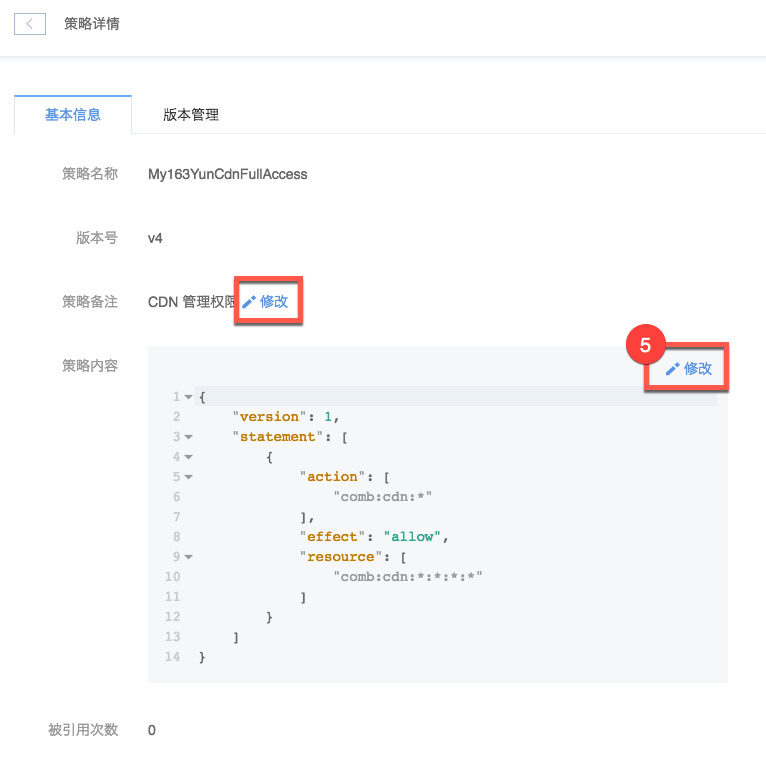 策略详情
基本信息 版本管理
策略名称 My163YunCdnFullAccess
版本号 v4
策略备注 CDN 管理权限 修改
5
策略内容 修改
1 {
2 "version": 1,
3 "statement": [
4 {
5 "action": [
6 "comb:cdn:*"
7 ],
8 "effect": "allow",
9 "resource": [
10 "comb:cdn:*:*:*:*"
11 ]
12 }
13 ]
14 }
被引用次数 0